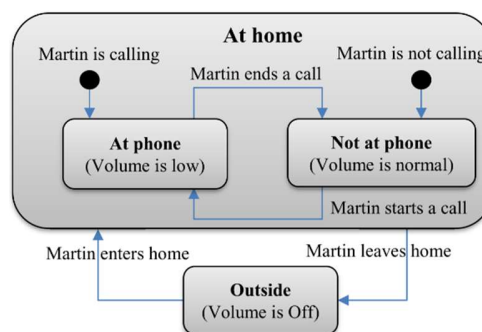 At home
Martin is calling
Martin is not calling
Martin ends a call
At phone
(Volume is low)
Not at phone
(Volume is normal)
Martin starts a call
Martin enters home
Martin leaves home
Outside
(Volume is Off)